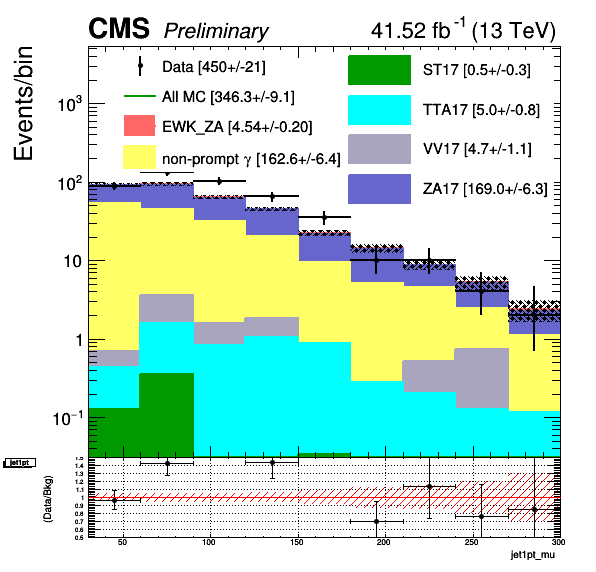 CMS Preliminary 41.52 fb⁻¹ (13 TeV)
Events/bin
Data [450+/-21]
All MC [346.3+/-9.1]
EWK_ZA [4.54+/-0.20]
non-prompt γ [162.6+/-6.4]
ST17 [0.5+/-0.3]
TTA17 [5.0+/-0.8]
VV17 [4.7+/-1.1]
ZA17 [169.0+/-6.3]
10³
10²
10
1
10⁻¹
jet1pt_
(Data/Bkg)
1.5
1.4
1.3
1.2
1.1
1
0.9
0.8
0.7
0.6
0.5
50 100 150 200 250 300
jet1pt_mu